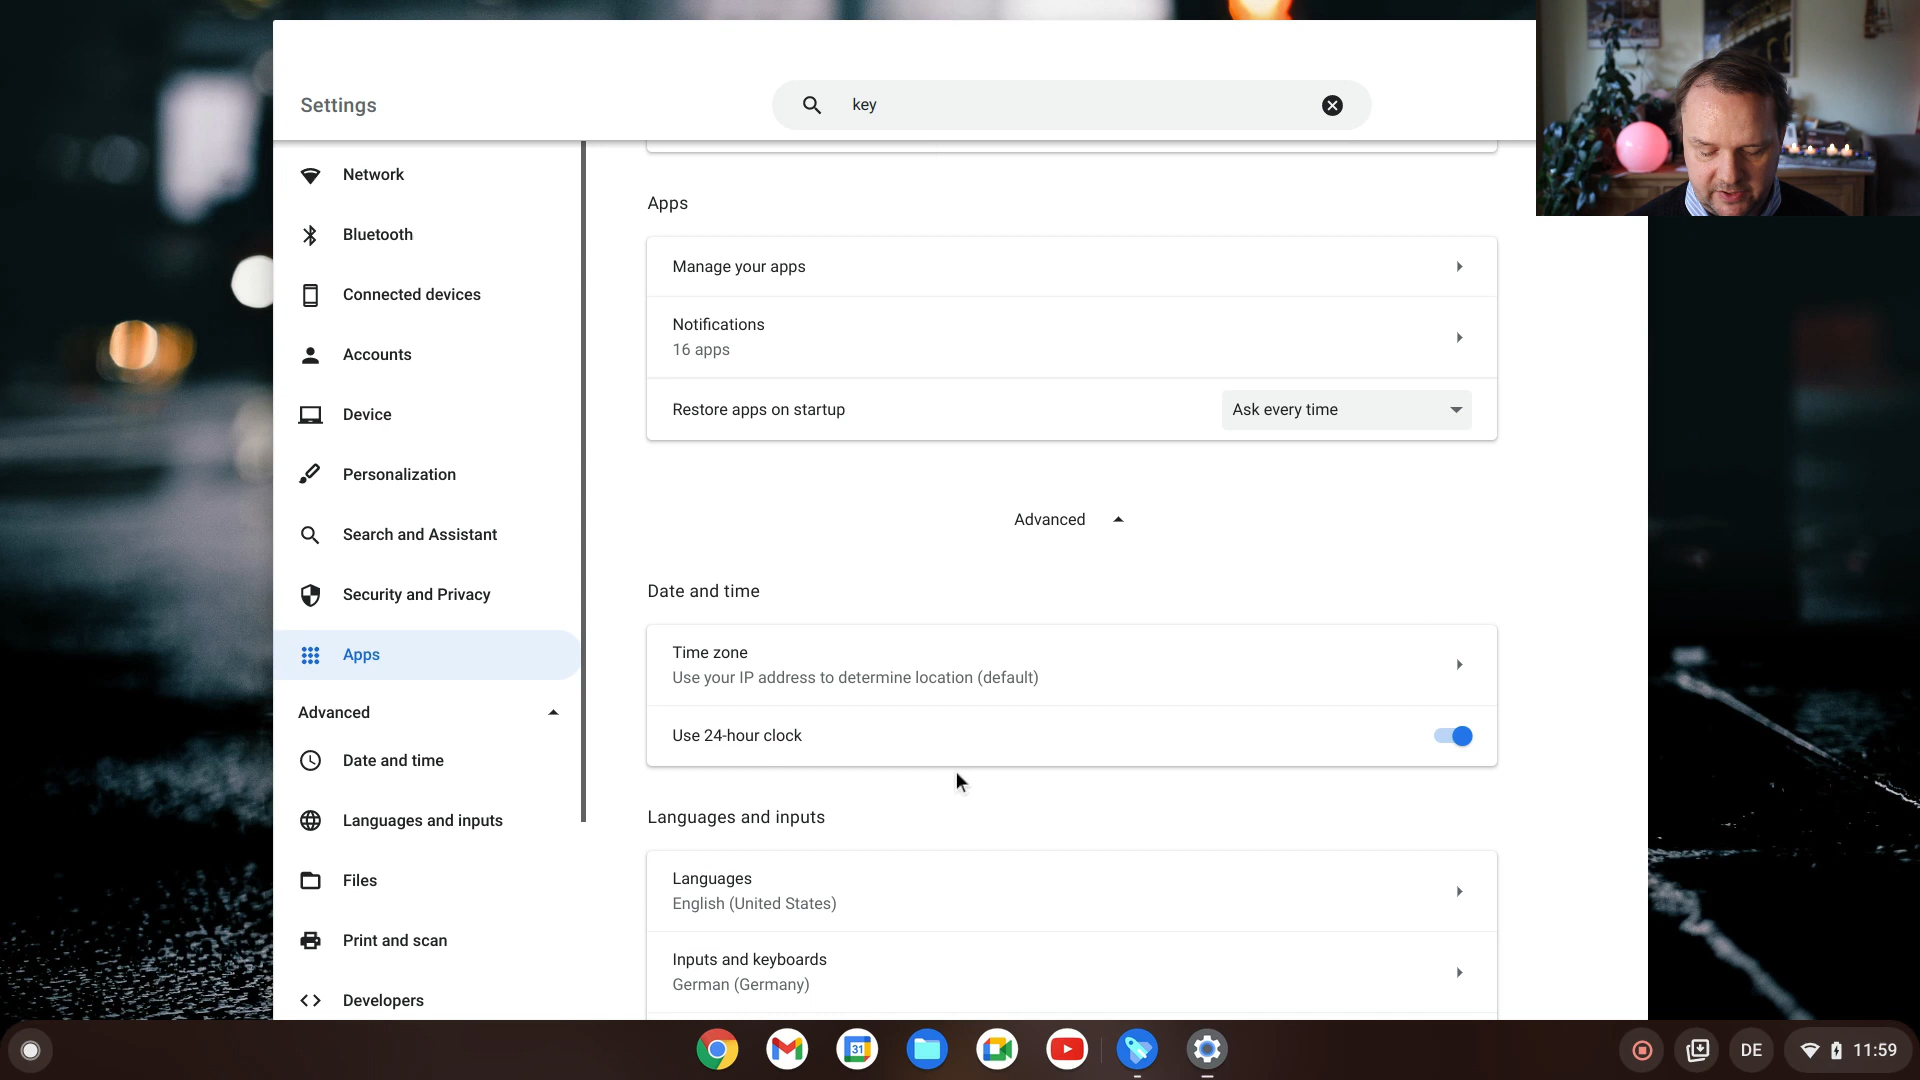 Settings
key
Network
Bluetooth
Connected devices
Accounts
Device
Personalization
Search and Assistant
Security and Privacy
Apps
Advanced
Date and time
Languages and inputs
Files
Print and scan
Developers
Apps
Manage your apps
Notifications
16 apps
Restore apps on startup
Ask every time
Advanced
Date and time
Time zone
Use your IP address to determine location (default)
Use 24-hour clock
Languages and inputs
Languages
English (United States)
Inputs and keyboards
German (Germany)
31
DE
11:59